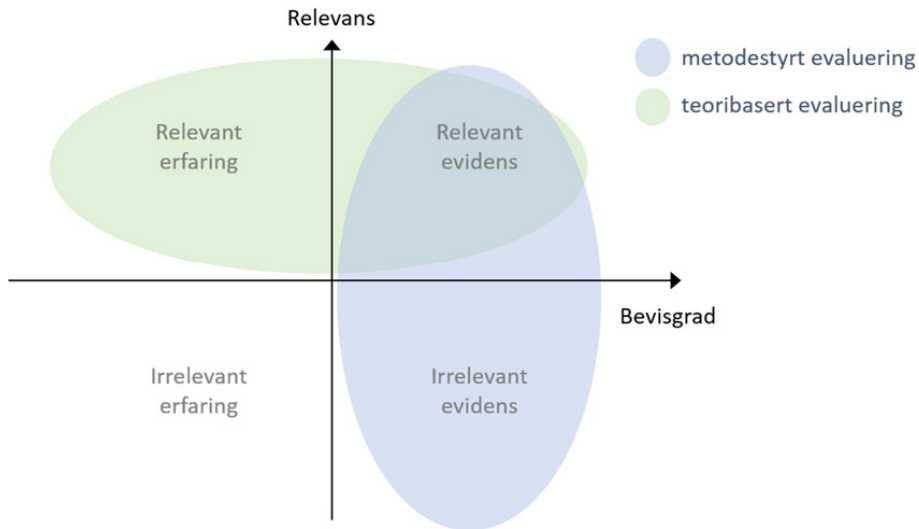 Relevans
metodestyrt evaluering
teoribasert evaluering
Relevant
erfaring
Relevant
evidens
Bevisgrad
Irrelevant
erfaring
Irrelevant
evidens